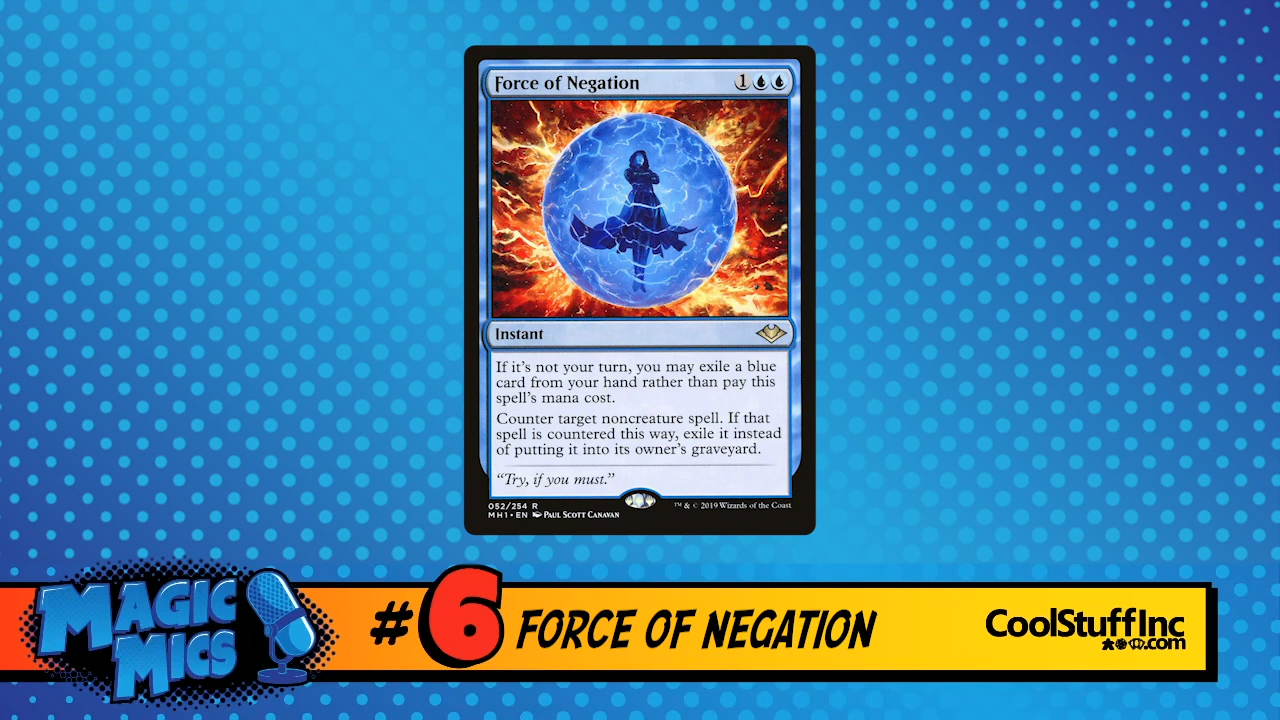 Force of Negation 1
Instant
If it's not your turn, you may exile a blue
card from your hand rather than pay this
spell's mana cost.
Counter target noncreature spell. If that
spell is countered this way, exile it instead
of putting it into its owner's graveyard.
"Try, if you must."
052/254 R
MH1•EN PAUL SCOTT CANAVAN
™ & © 2019 Wizards of the Coast
MAGIC
MICS
#6 FORCE OF NEGATION
CoolStuffInc
.com